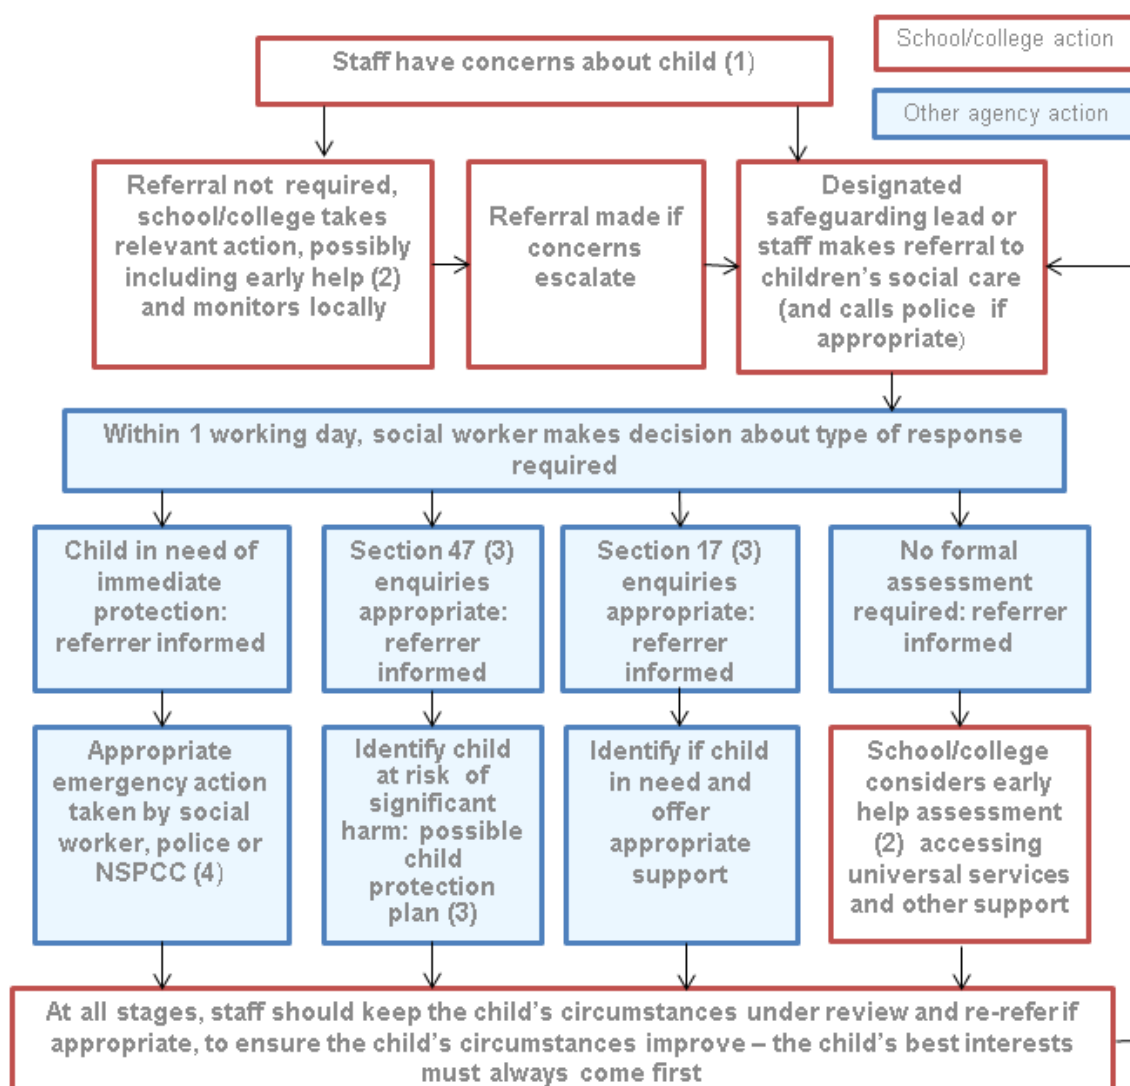 School/college action
Staff have concerns about child (1)
Other agency action
Referral not required,
school/college takes
relevant action, possibly
including early help (2)
and monitors locally
Referral made if
concerns
escalate
Designated
safeguarding lead or
staff makes referral to
children’s social care
(and calls police if
appropriate)
Within 1 working day, social worker makes decision about type of response
required
Child in need of
immediate
protection:
referrer informed
Section 47 (3)
enquiries
appropriate:
referrer
informed
Section 17 (3)
enquiries
appropriate:
referrer
informed
No formal
assessment
required: referrer
informed
Appropriate
emergency action
taken by social
worker, police or
NSPCC (4)
Identify child
at risk of
significant
harm: possible
child
protection
plan (3)
Identify if child
in need and
offer
appropriate
support
School/college
considers early
help assessment
(2) accessing
universal services
and other support
At all stages, staff should keep the child’s circumstances under review and re-refer if
appropriate, to ensure the child’s circumstances improve – the child’s best interests
must always come first